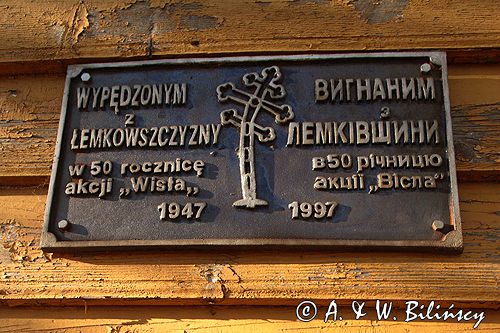 WYPĘDZONYM
Z
ŁEMKOWSZCZYZNY
w 50 rocznicę
akcji „Wisła„
1947
ВИГНАНИМ
з
ЛЕМКІВЩИНИ
в 50 річницю
акції „Вісла"
1997
© A. & W. Bilińscy